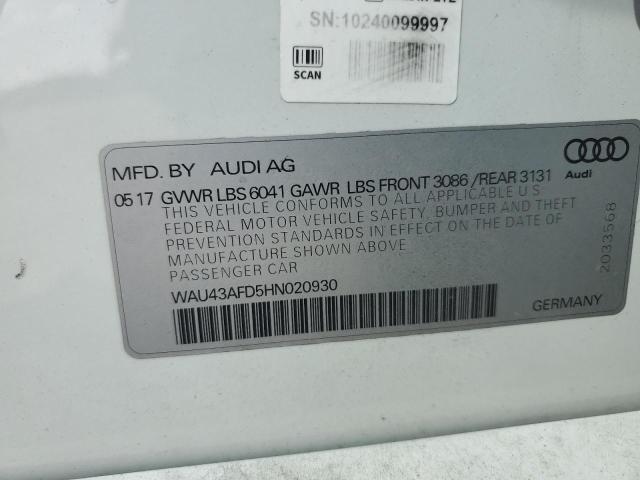 SN:10240099997
SCAN
MFD. BY AUDI AG
Audi
05 17 GVWR LBS 6041 GAWR LBS FRONT 3086 / REAR 3131
THIS VEHICLE CONFORMS TO ALL APPLICABLE U S
FEDERAL MOTOR VEHICLE SAFETY, BUMPER AND THEFT
PREVENTION STANDARDS IN EFFECT ON THE DATE OF
MANUFACTURE SHOWN ABOVE
PASSENGER CAR
2033568
WAU43AFD5HN020930
GERMANY